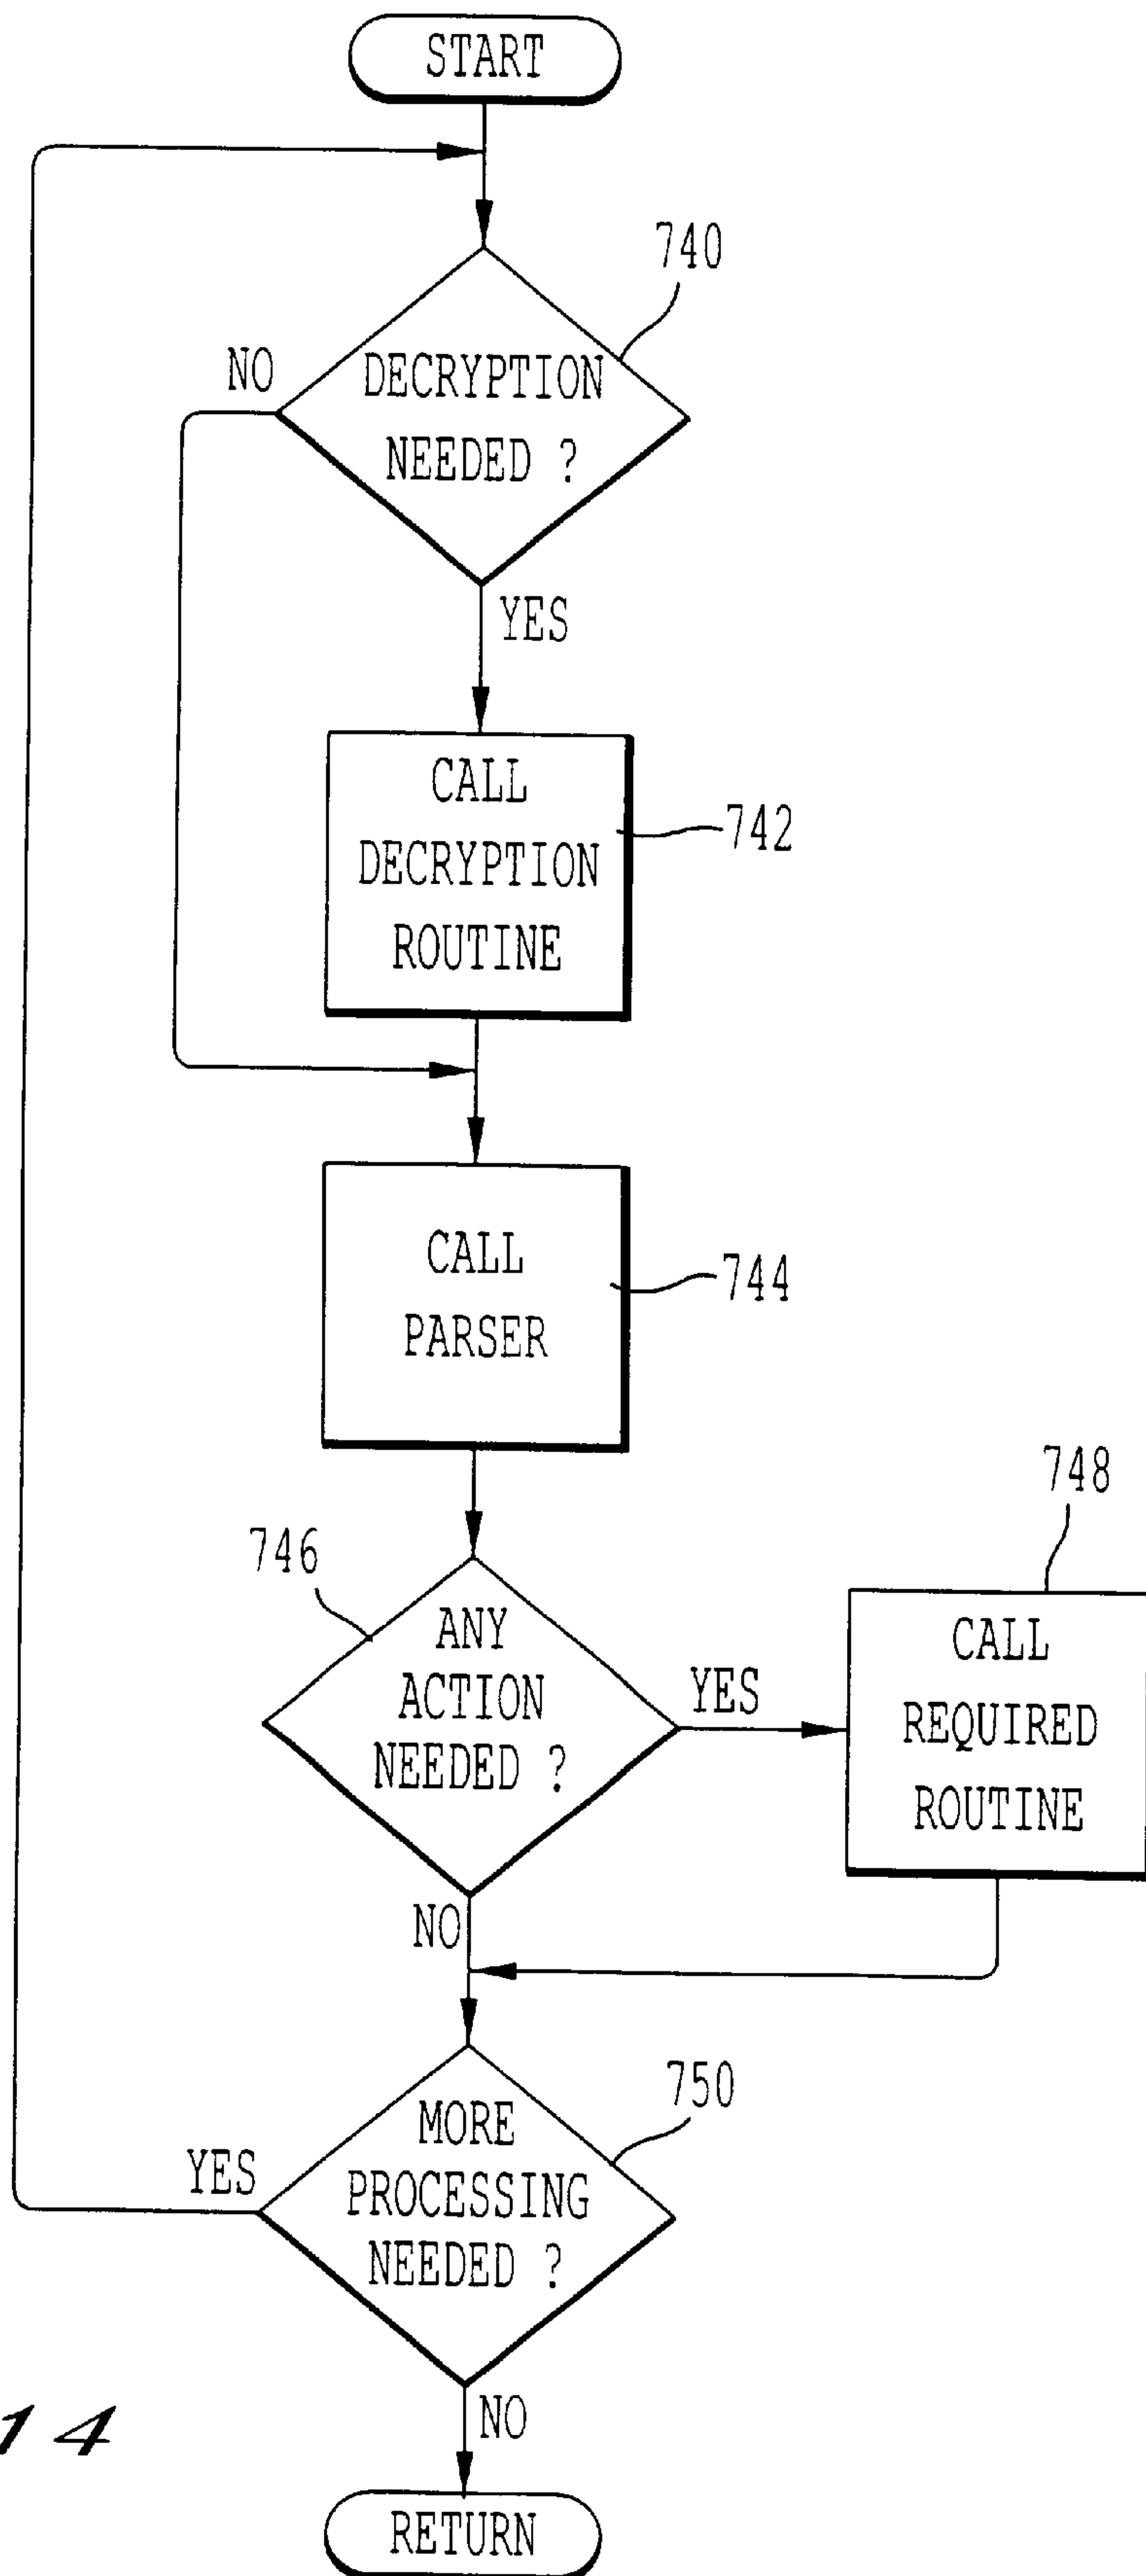 START
740
NO
DECRYPTION
NEEDED ?
YES
CALL
DECRYPTION
ROUTINE
742
CALL
PARSER
744
746
ANY
ACTION
NEEDED ?
YES
748
CALL
REQUIRED
ROUTINE
NO
750
MORE
PROCESSING
NEEDED ?
YES
NO
14
RETURN